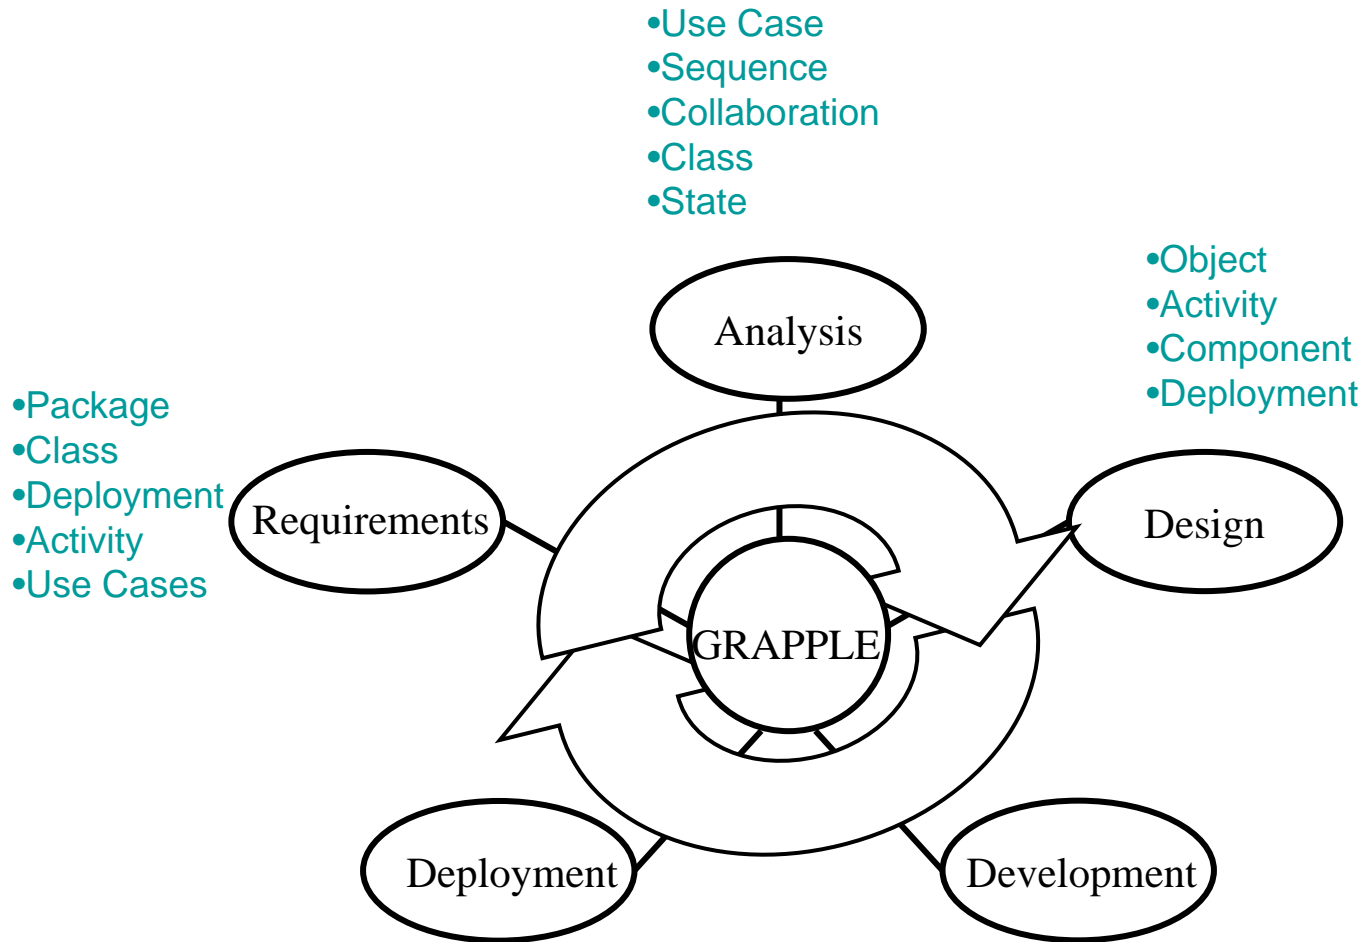 •Use Case
•Sequence
•Collaboration
•Class
•State
•Object
•Activity
•Component
•Deployment
Analysis
•Package
•Class
•Deployment
•Activity
•Use Cases
Requirements
Design
GRAPPLE
Deployment
Development